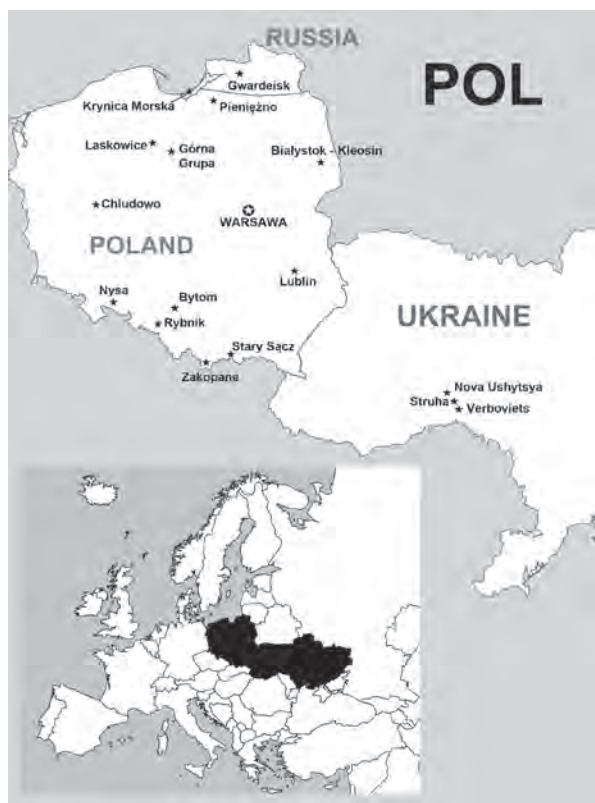 RUSSIA
POL
Gwardeisk
Krynica Morska
Pieniężno
Laskowice
Górna
Grupa
Białystok - Kleosin
Chludowo
WARSAWA
POLAND
Lublin
Nysa
Bytom
UKRAINE
Rybnik
Stary Sącz
Zakopane
Nova Ushytsya
Struha
Verboviets